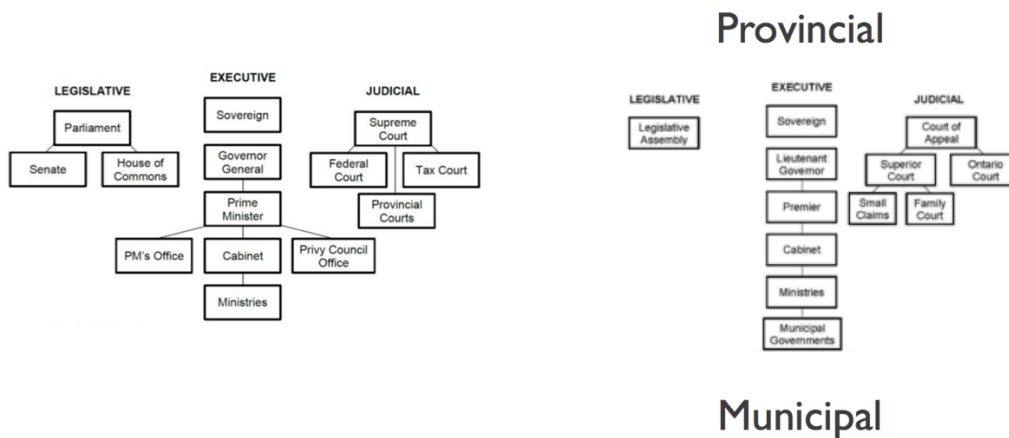 Provincial
LEGISLATIVE
EXECUTIVE
JUDICIAL
Parliament
Senate
House of
Commons
Sovereign
Governor
General
Prime
Minister
PM's Office
Cabinet
Privy Council
Office
Ministries
Supreme
Court
Federal
Court
Tax Court
Provincial
Courts
LEGISLATIVE
EXECUTIVE
JUDICIAL
Legislative
Assembly
Sovereign
Lieutenant
Governor
Premier
Cabinet
Ministries
Municipal
Governments
Court of
Appeal
Superior
Court
Ontario
Court
Small
Claims
Family
Court
Municipal